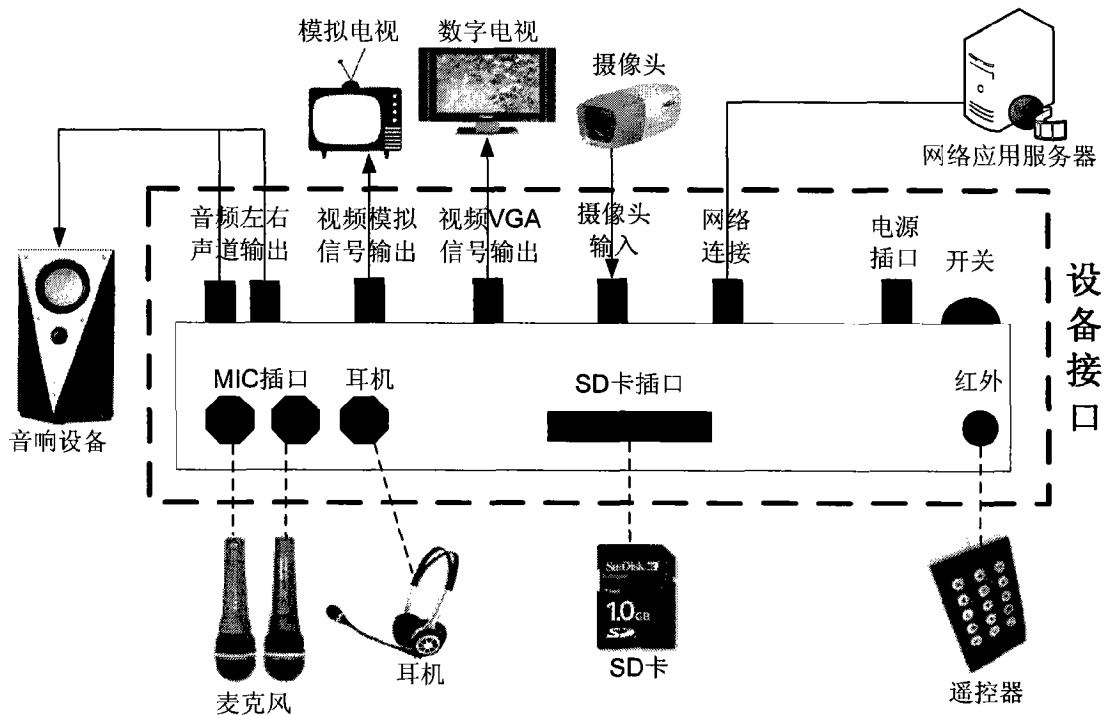 模拟电视
数字电视
摄像头
网络应用服务器
音频左右
声道输出
视频模拟
信号输出
视频VGA
信号输出
摄像头
输入
网络
连接
电源
插口
开关
设备接口
MIC插口
耳机
SD卡插口
红外
音响设备
SanDisk
1.0GB
SD
麦克风
耳机
SD卡
遥控器